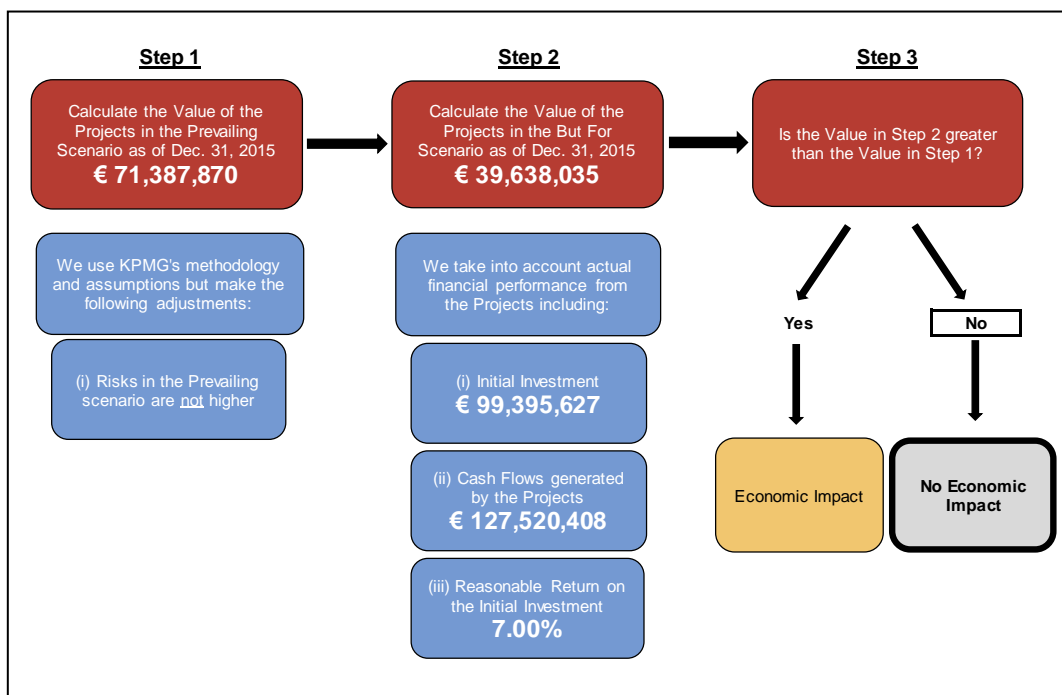 Step 1
Calculate the Value of the
Projects in the Prevailing
Scenario as of Dec. 31, 2015
€ 71,387,870
We use KPMG's methodology
and assumptions but make the
following adjustments:
(i) Risks in the Prevailing
scenario are not higher
Step 2
Calculate the Value of the
Projects in the But For
Scenario as of Dec. 31, 2015
€ 39,638,035
We take into account actual
financial performance from
the Projects including:
(i) Initial Investment
€ 99,395,627
(ii) Cash Flows generated
by the Projects
€ 127,520,408
(iii) Reasonable Return on
the Initial Investment
7.00%
Step 3
Is the Value in Step 2 greater
than the Value in Step 1?
Yes
No
Economic Impact
No Economic
Impact